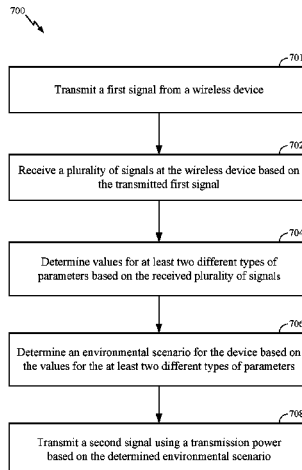 700
701
Transmit a first signal from a wireless device
702
Receive a plurality of signals at the wireless device based on
the transmitted first signal
704
Determine values for at least two different types of
parameters based on the received plurality of signals
706
Determine an environmental scenario for the device based on
the values for the at least two different types of parameters
708
Transmit a second signal using a transmission power
based on the determined environmental scenario